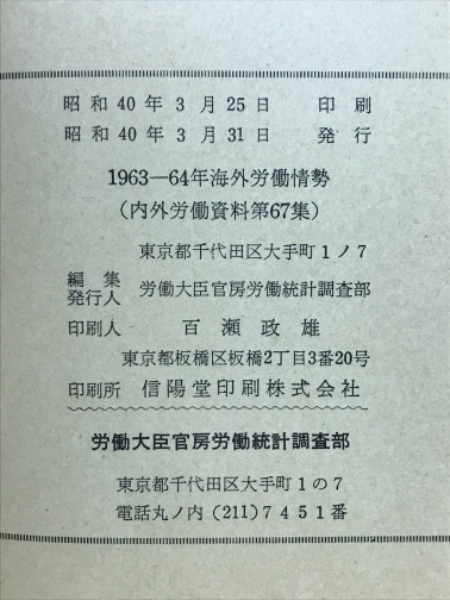 昭和40年3月25日 印刷
昭和40年3月31日 発行
1963—64年海外労働情勢
(内外労働資料第67集)
東京都千代田区大手町1ノ7
編集発行人 労働大臣官房労働統計調査部
印刷人 百瀬政雄
東京都板橋区板橋2丁目3番20号
印刷所 信陽堂印刷株式会社
労働大臣官房労働統計調査部
東京都千代田区大手町1の7
電話丸ノ内(211)7451番